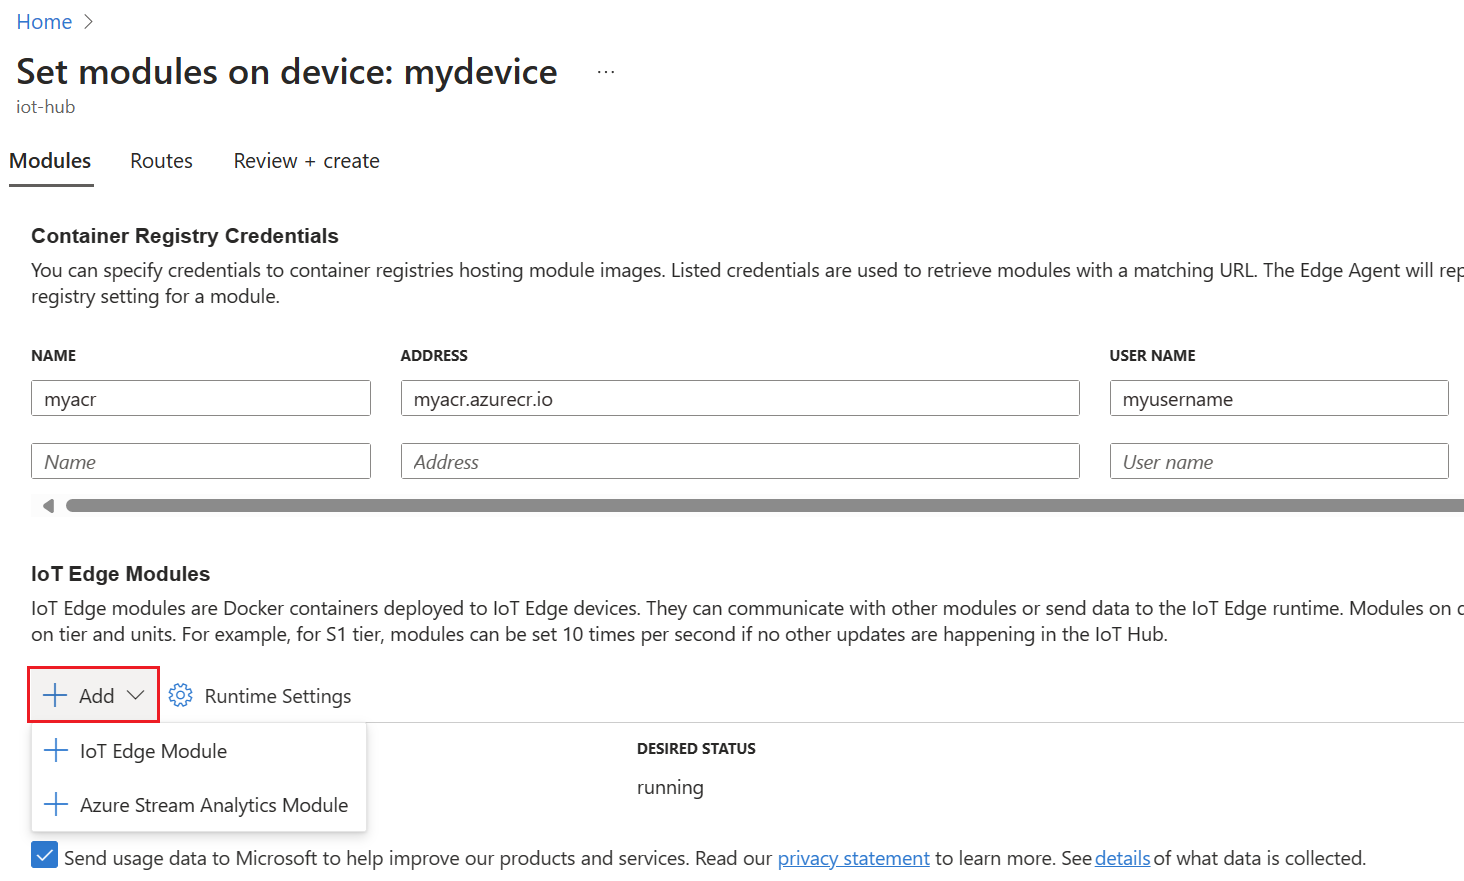 Home
Set modules on device: mydevice ...
iot-hub
Modules Routes Review + create
Container Registry Credentials
You can specify credentials to container registries hosting module images. Listed credentials are used to retrieve modules with a matching URL. The Edge Agent will rep
registry setting for a module.
NAME ADDRESS USER NAME
myacr myacr.azurecr.io myusername
Name Address User name
IoT Edge Modules
IoT Edge modules are Docker containers deployed to IoT Edge devices. They can communicate with other modules or send data to the IoT Edge runtime. Modules on
on tier and units. For example, for S1 tier, modules can be set 10 times per second if no other updates are happening in the IoT Hub.
Add Runtime Settings
IoT Edge Module
DESIRED STATUS
running
Azure Stream Analytics Module
Send usage data to Microsoft to help improve our products and services. Read our privacy statement to learn more. See details of what data is collected.